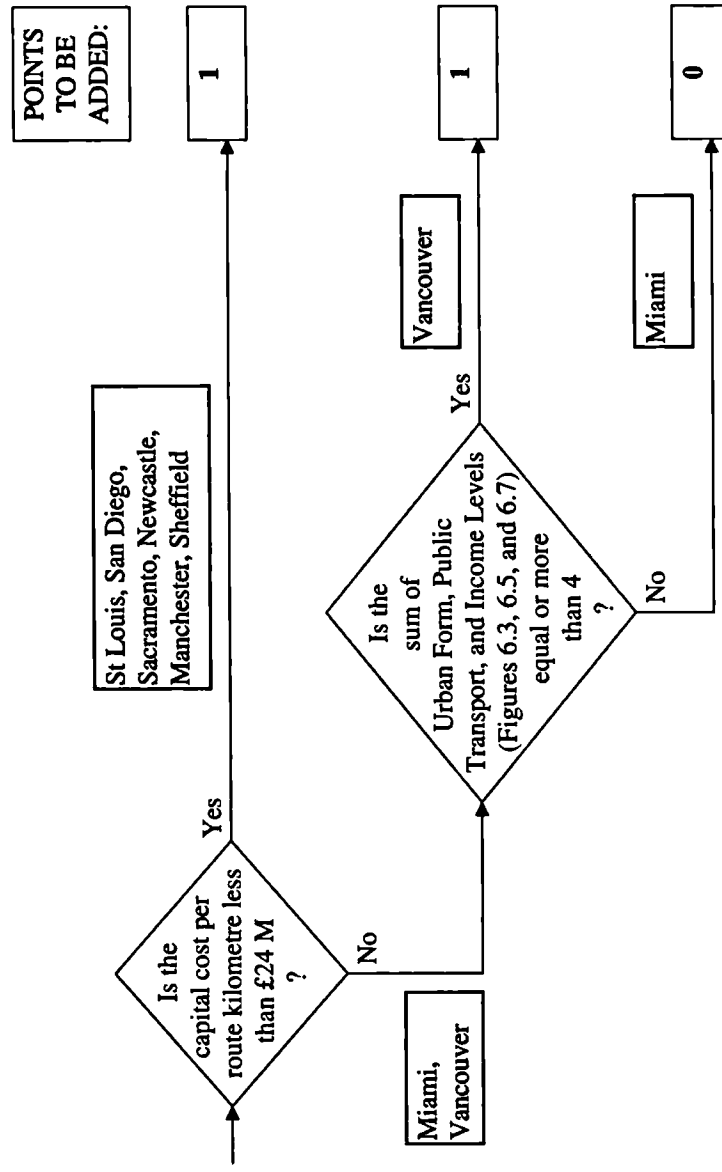 POINTS
TO BE
ADDED:
Is the
capital cost per
route kilometre less
than £24 M
?
Yes
St Louis, San Diego,
Sacramento, Newcastle,
Manchester, Sheffield
1
No
Miami,
Vancouver
Is the
sum of
Urban Form, Public
Transport, and Income Levels
(Figures 6.3, 6.5, and 6.7)
equal or more
than 4
?
Yes
Vancouver
1
No
Miami
0